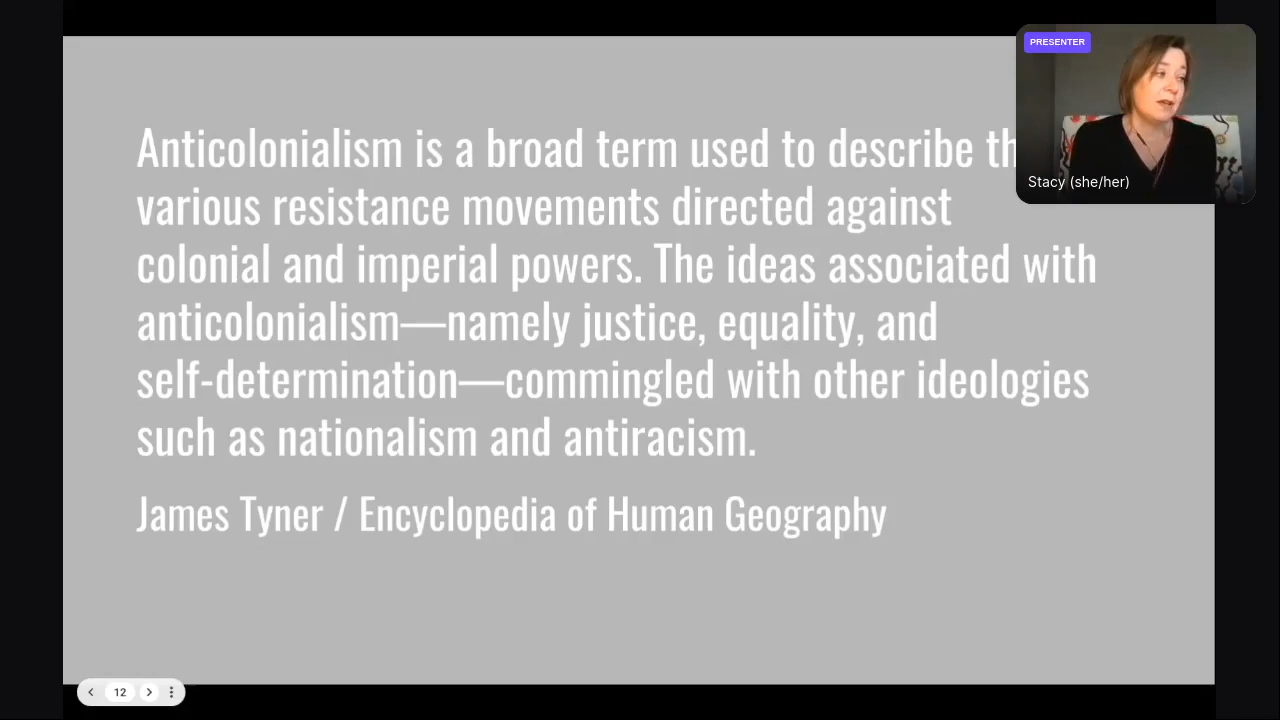 PRESENTER
Stacy (she/her)
Anticolonialism is a broad term used to describe
various resistance movements directed against
colonial and imperial powers. The ideas associated with
anticolonialism—namely justice, equality, and
self-determination—commingled with other ideologies
such as nationalism and antiracism.
James Tyner / Encyclopedia of Human Geography
12